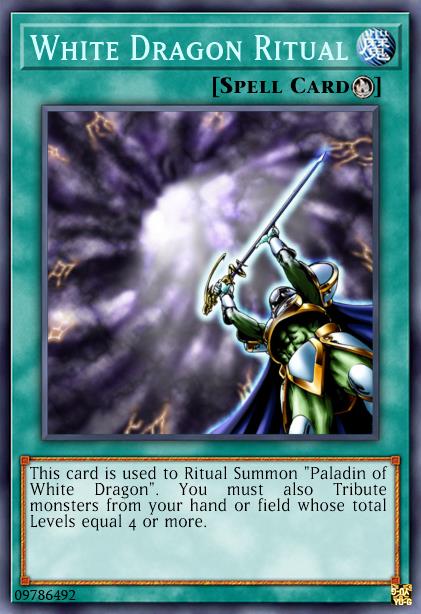 White Dragon Ritual
[Spell Card]
This card is used to Ritual Summon "Paladin of
White Dragon". You must also Tribute
monsters from your hand or field whose total
Levels equal 4 or more.
09786492